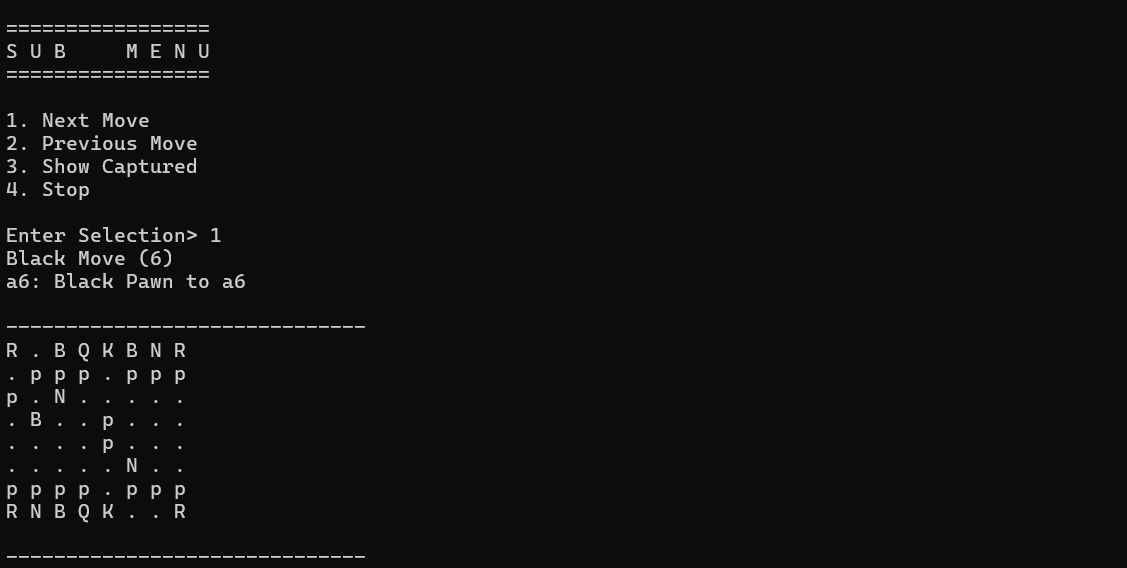 =================
S U B     M E N U
=================
1. Next Move
2. Previous Move
3. Show Captured
4. Stop
Enter Selection> 1
Black Move (6)
a6: Black Pawn to a6
------------------------------
R . B Q K B N R
. p p p . p p p
p . N . . . . .
. B . . p . . .
. . . . p . . .
. . . . . N . .
p p p p . p p p
R N B Q K . . R
------------------------------